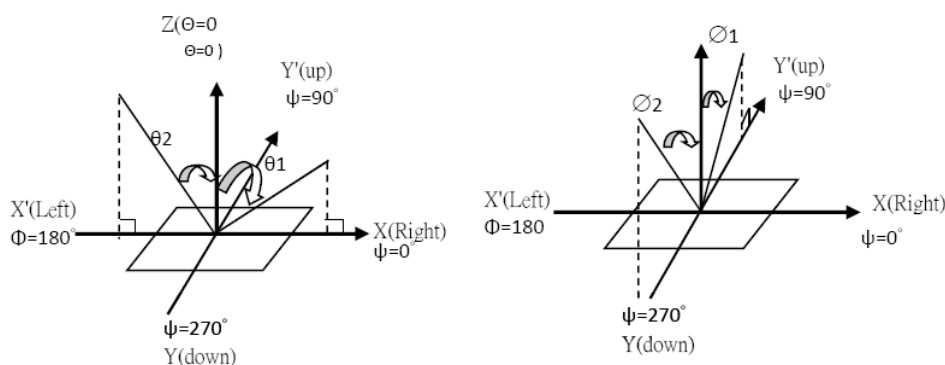 Z(Θ=0
Θ=0 )
Y'(up)
ψ=90°
θ2
θ1
X'(Left)
Φ=180°
X(Right)
ψ=0°
ψ=270°
Y(down)
∅1
Y'(up)
ψ=90°
∅2
X'(Left)
Φ=180
X(Right)
ψ=0°
ψ=270°
Y(down)